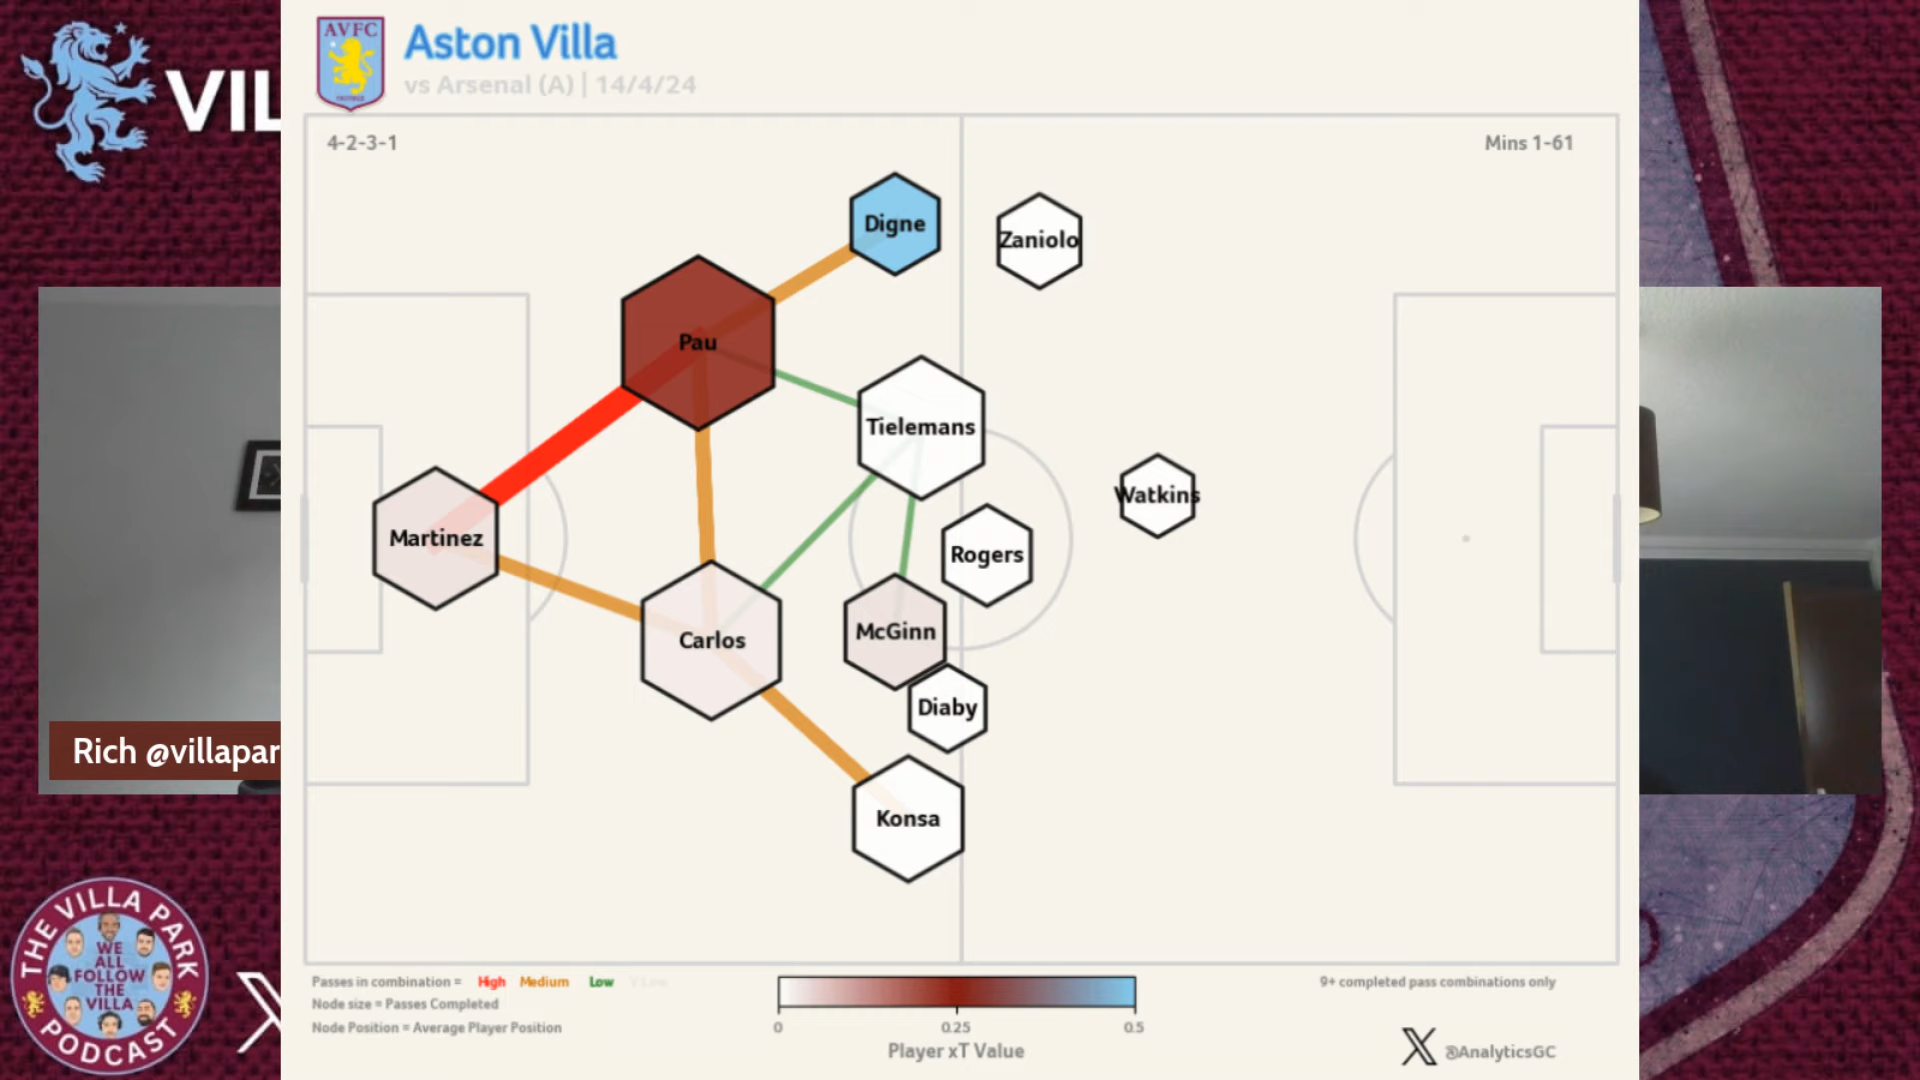 AVFC
Aston Villa
vs Arsenal (A) | 14/4/24
VIL
4-2-3-1
Mins 1-61
Digne
Zaniolo
Pau
Tielemans
Watkins
Martinez
Rogers
McGinn
Carlos
Diaby
Rich @villapar
Konsa
THE VILLA PARK
PODCAST
WE
ALL
FOLLOW
THE
VILLA
Passes in combination = High Medium Low V Low
Node size = Passes Completed
Node Position = Average Player Position
0 0.25 0.5
Player xT Value
9+ completed pass combinations only
@AnalyticsGC